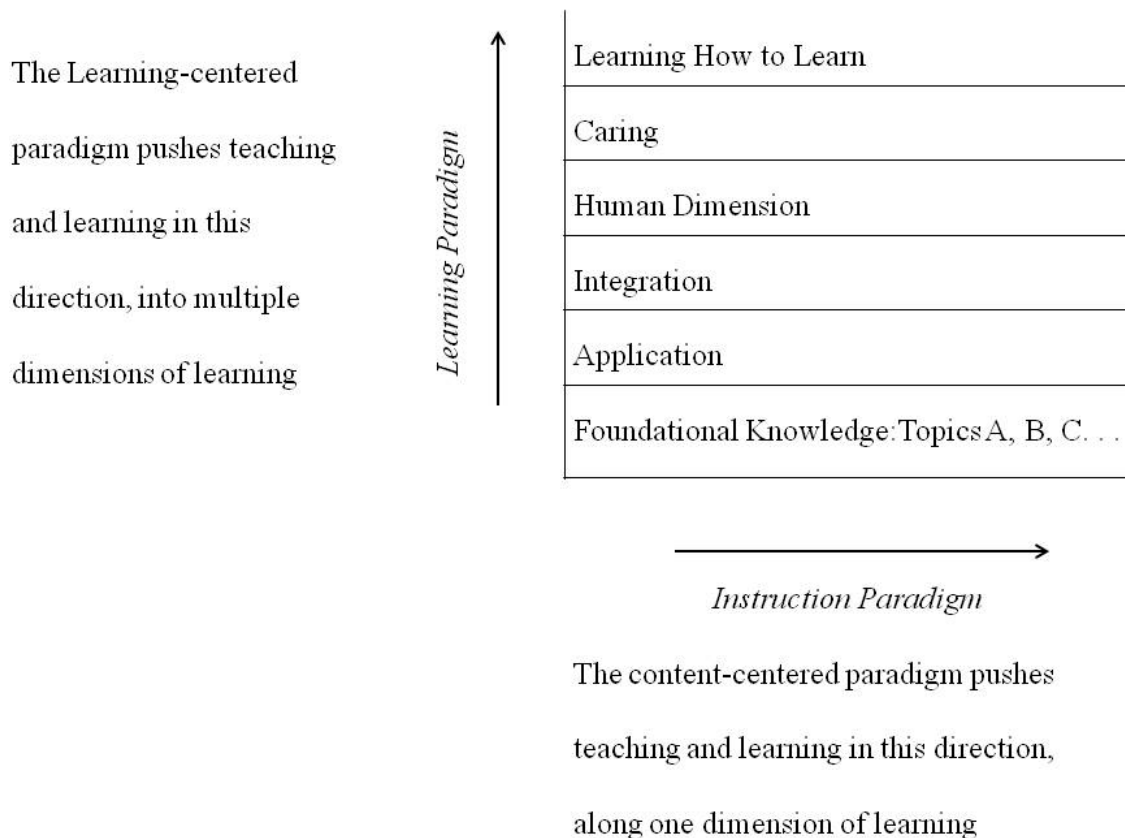 The Learning-centered
paradigm pushes teaching
and learning in this
direction, into multiple
dimensions of learning
Learning Paradigm
Learning How to Learn
Caring
Human Dimension
Integration
Application
Foundational Knowledge:Topics A, B, C. . .
Instruction Paradigm
The content-centered paradigm pushes
teaching and learning in this direction,
along one dimension of learning